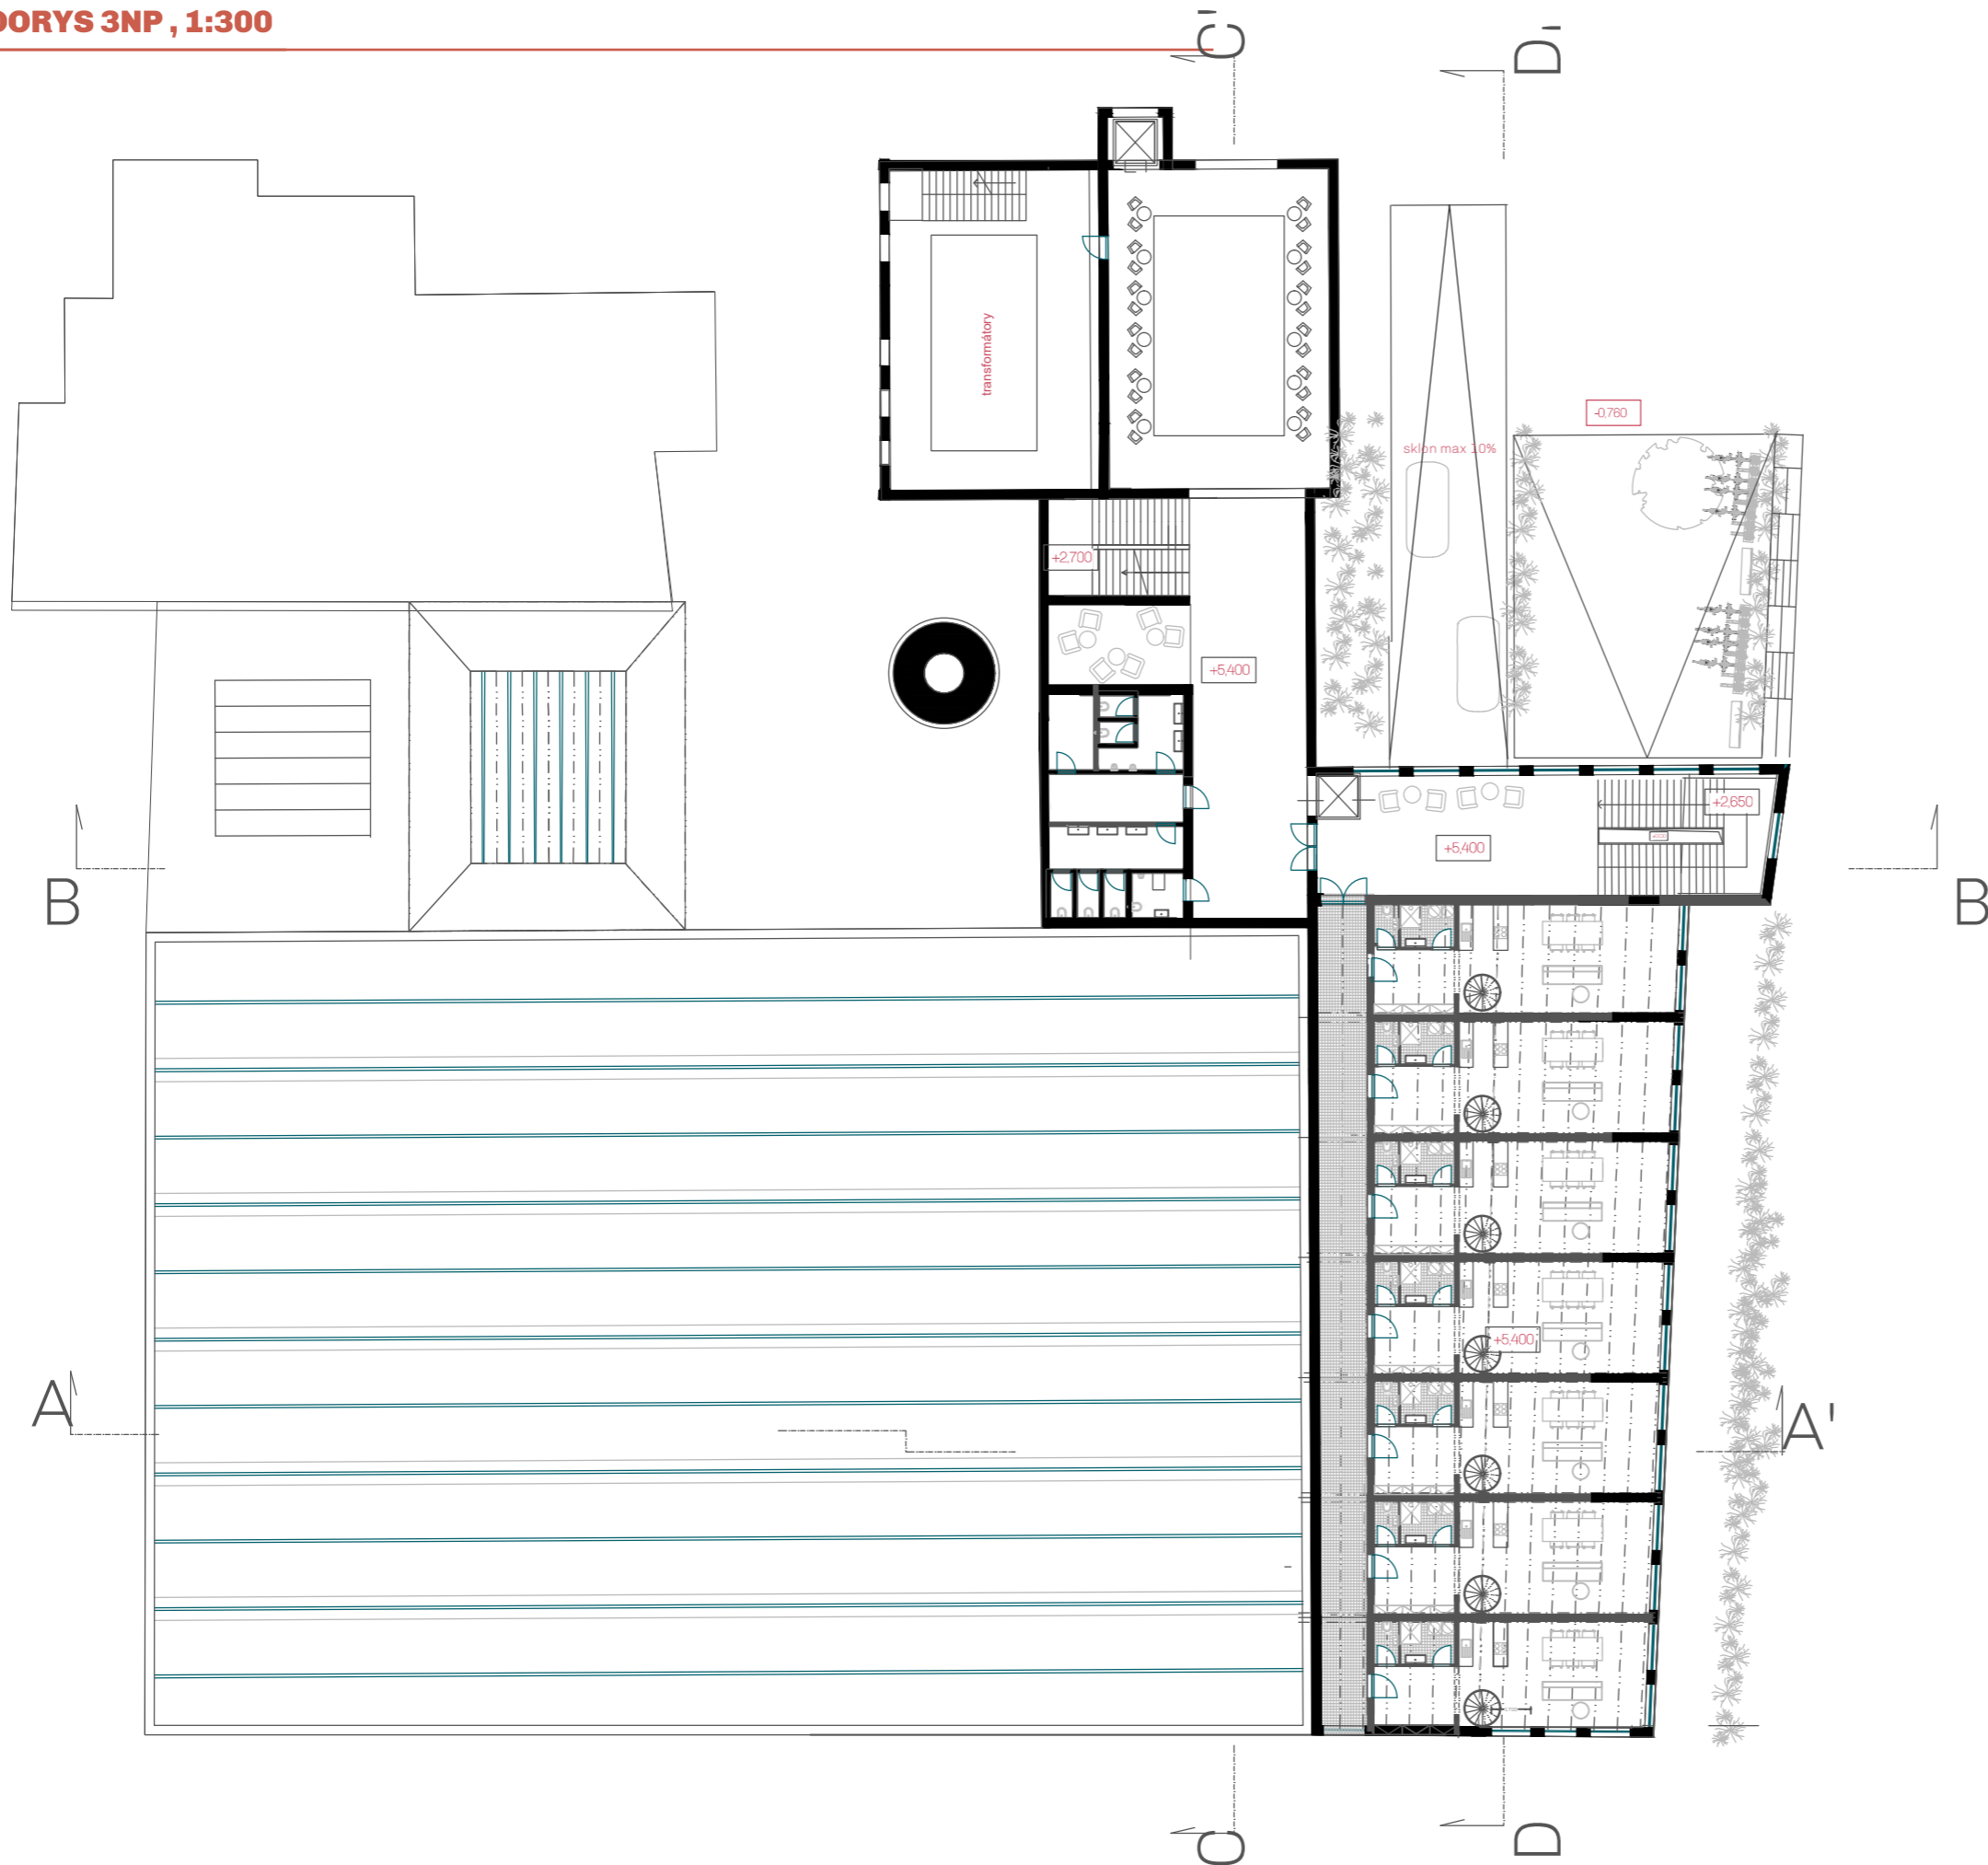 DORYS 3NP , 1:300
C'
D'
transformátory
-0,760
sklon max 10%
+2,700
+5,400
+2,650
+5,400
B
B
+5,400
A
A'
C
D